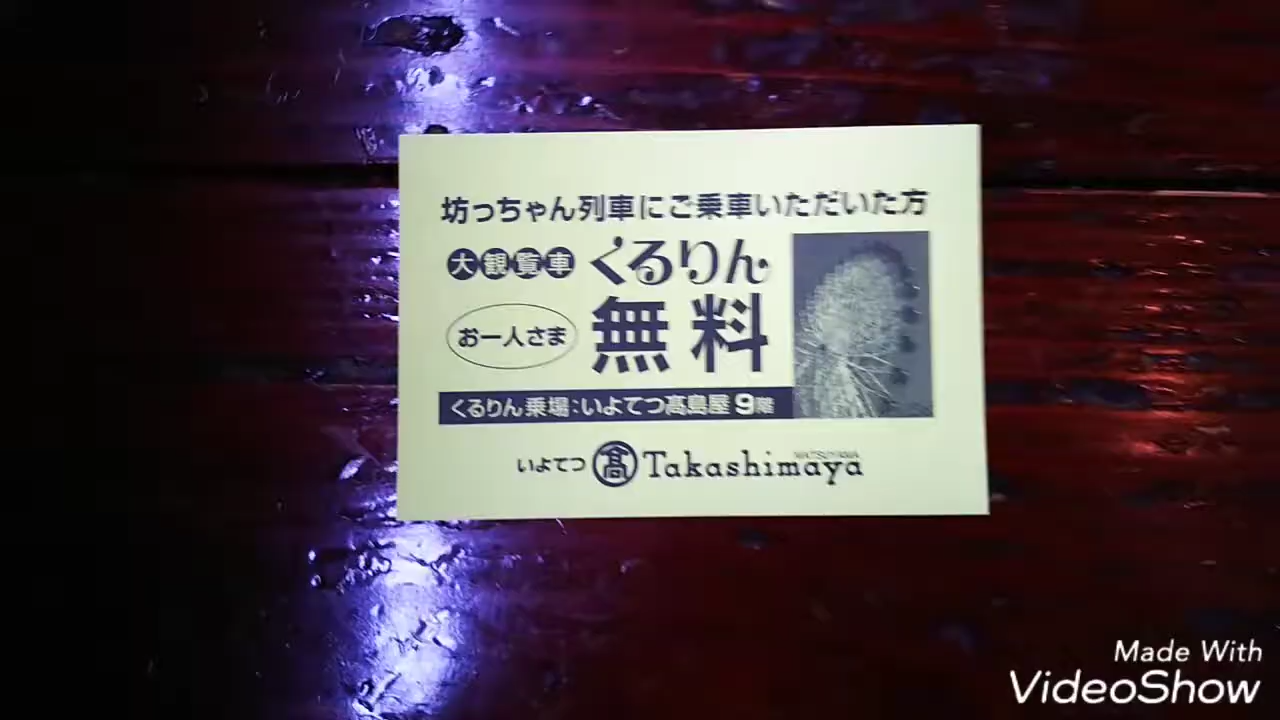 坊っちゃん列車にご乗車いただいた方
大観覧車 くるりん
お一人さま 無料
くるりん乗場:いよてつ髙島屋 9階
いよてつ 髙 Takashimaya MATSUYAMA
Made With
VideoShow